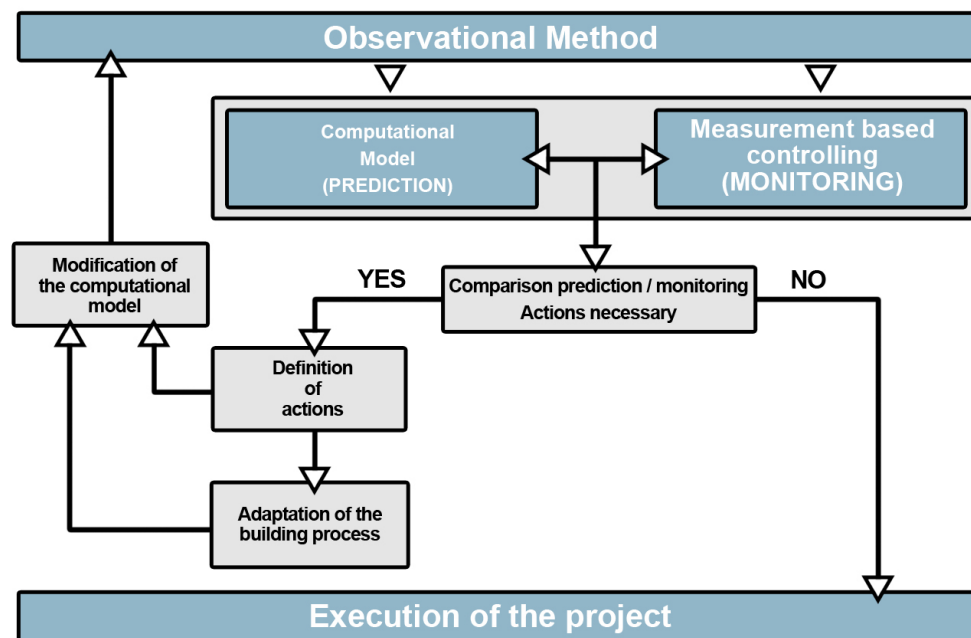 Observational Method
Computational
Model
(PREDICTION)
Measurement based
controlling
(MONITORING)
Modification of
the computational
model
YES
Comparison prediction / monitoring
Actions necessary
NO
Definition
of
actions
Adaptation of the
building process
Execution of the project